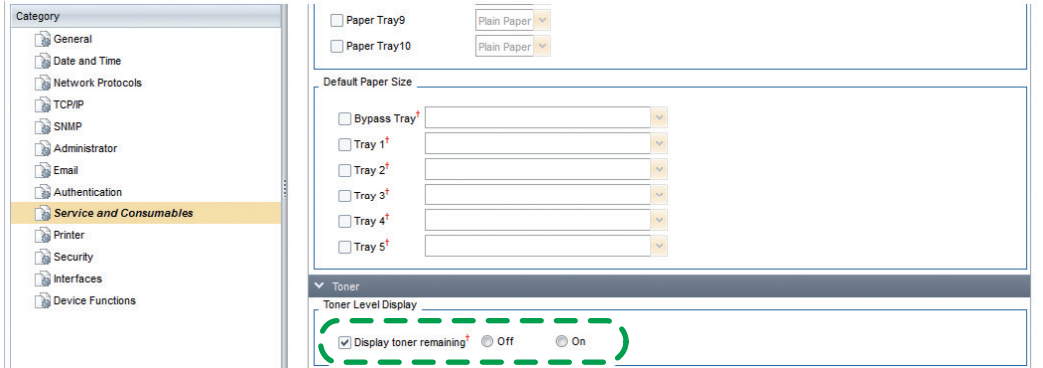 Category
General
Date and Time
Network Protocols
TCP/IP
SNMP
Administrator
Email
Authentication
Service and Consumables
Printer
Security
Interfaces
Device Functions
Paper Tray9 Plain Paper
Paper Tray10 Plain Paper
Default Paper Size
Bypass Tray†
Tray 1†
Tray 2†
Tray 3†
Tray 4†
Tray 5†
Toner
Toner Level Display
Display toner remaining† Off On